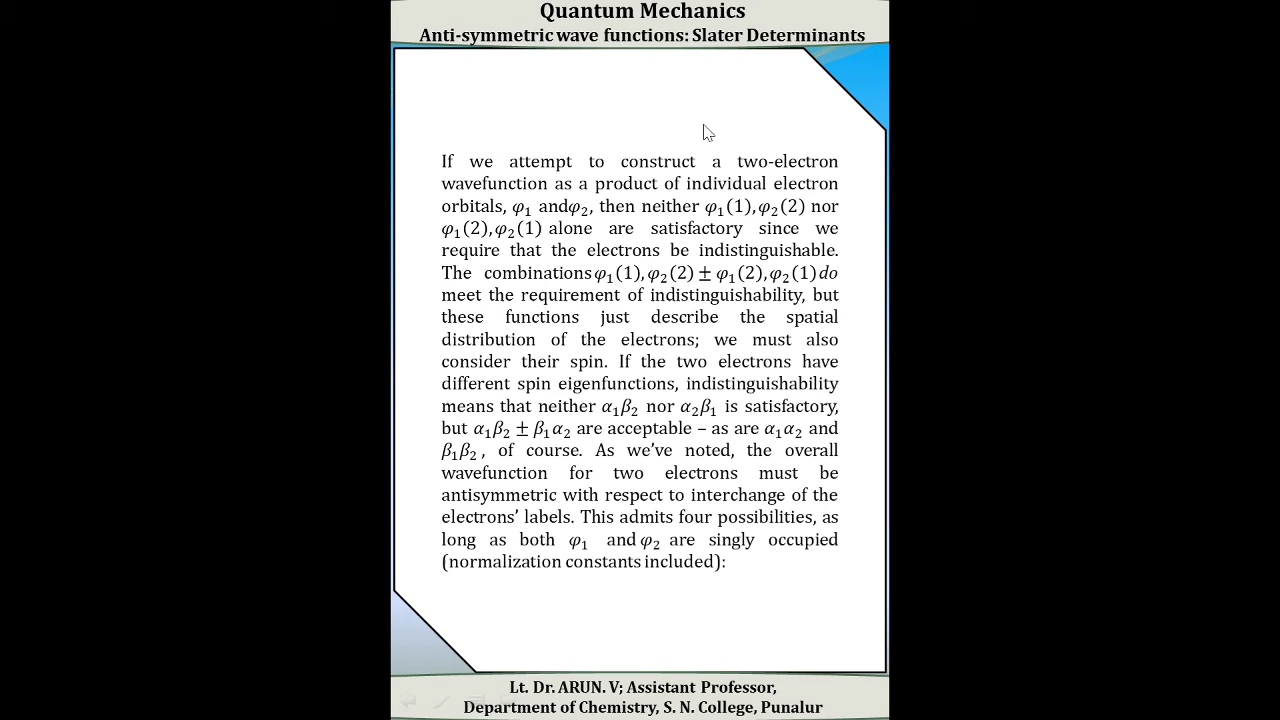 Quantum Mechanics
Anti-symmetric wave functions: Slater Determinants
If we attempt to construct a two-electron
wavefunction as a product of individual electron
orbitals, φ₁ andφ₂, then neither φ₁(1),φ₂(2) nor
φ₁(2),φ₂(1) alone are satisfactory since we
require that the electrons be indistinguishable.
The combinationsφ₁(1),φ₂(2) ± φ₁(2),φ₂(1)do
meet the requirement of indistinguishability, but
these functions just describe the spatial
distribution of the electrons; we must also
consider their spin. If the two electrons have
different spin eigenfunctions, indistinguishability
means that neither α₁β₂ nor α₂β₁ is satisfactory,
but α₁β₂ ± β₁α₂ are acceptable – as are α₁α₂ and
β₁β₂ , of course. As we’ve noted, the overall
wavefunction for two electrons must be
antisymmetric with respect to interchange of the
electrons’ labels. This admits four possibilities, as
long as both φ₁ and φ₂ are singly occupied
(normalization constants included):
Lt. Dr. ARUN. V; Assistant Professor,
Department of Chemistry, S. N. College, Punalur